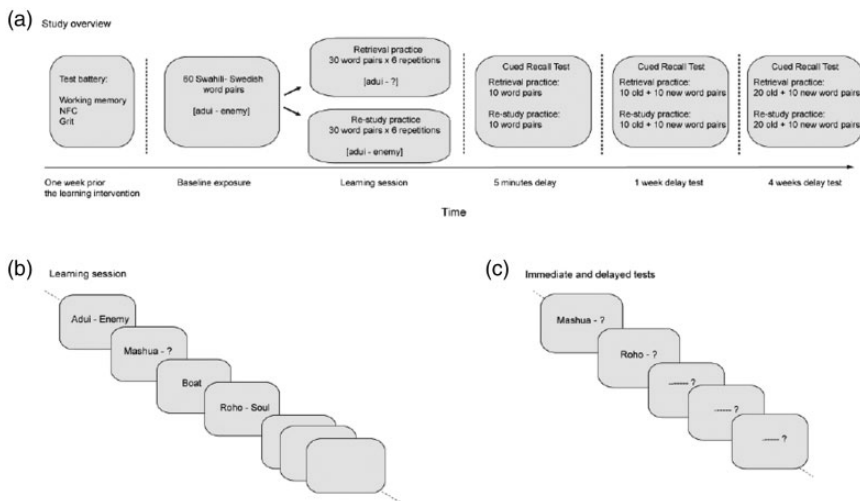 (a) Study overview
Test battery:
Working memory
NFC
Grit
60 Swahili- Swedish
word pairs
[adui - enemy]
Retrieval practice
30 word pairs x 6 repetitions
[adui - ?]
Re-study practice
30 word pairs x 6 repetitions
[adui - enemy]
Cued Recall Test
Retrieval practice:
10 word pairs
Re-study practice:
10 word pairs
Cued Recall Test
Retrieval practice:
10 old + 10 new word pairs
Re-study practice:
10 old + 10 new word pairs
Cued Recall Test
Retrieval practice:
20 old + 10 new word pairs
Re-study practice:
20 old + 10 new word pairs
One week prior
the learning intervention
Baseline exposure
Learning session
5 minutes delay
1 week delay test
4 weeks delay test
Time
(b) Learning session
Adui - Enemy
Mashua - ?
Boat
Roho - Soul
(c) Immediate and delayed tests
Mashua - ?
Roho - ?
------- ?
------- ?
------- ?